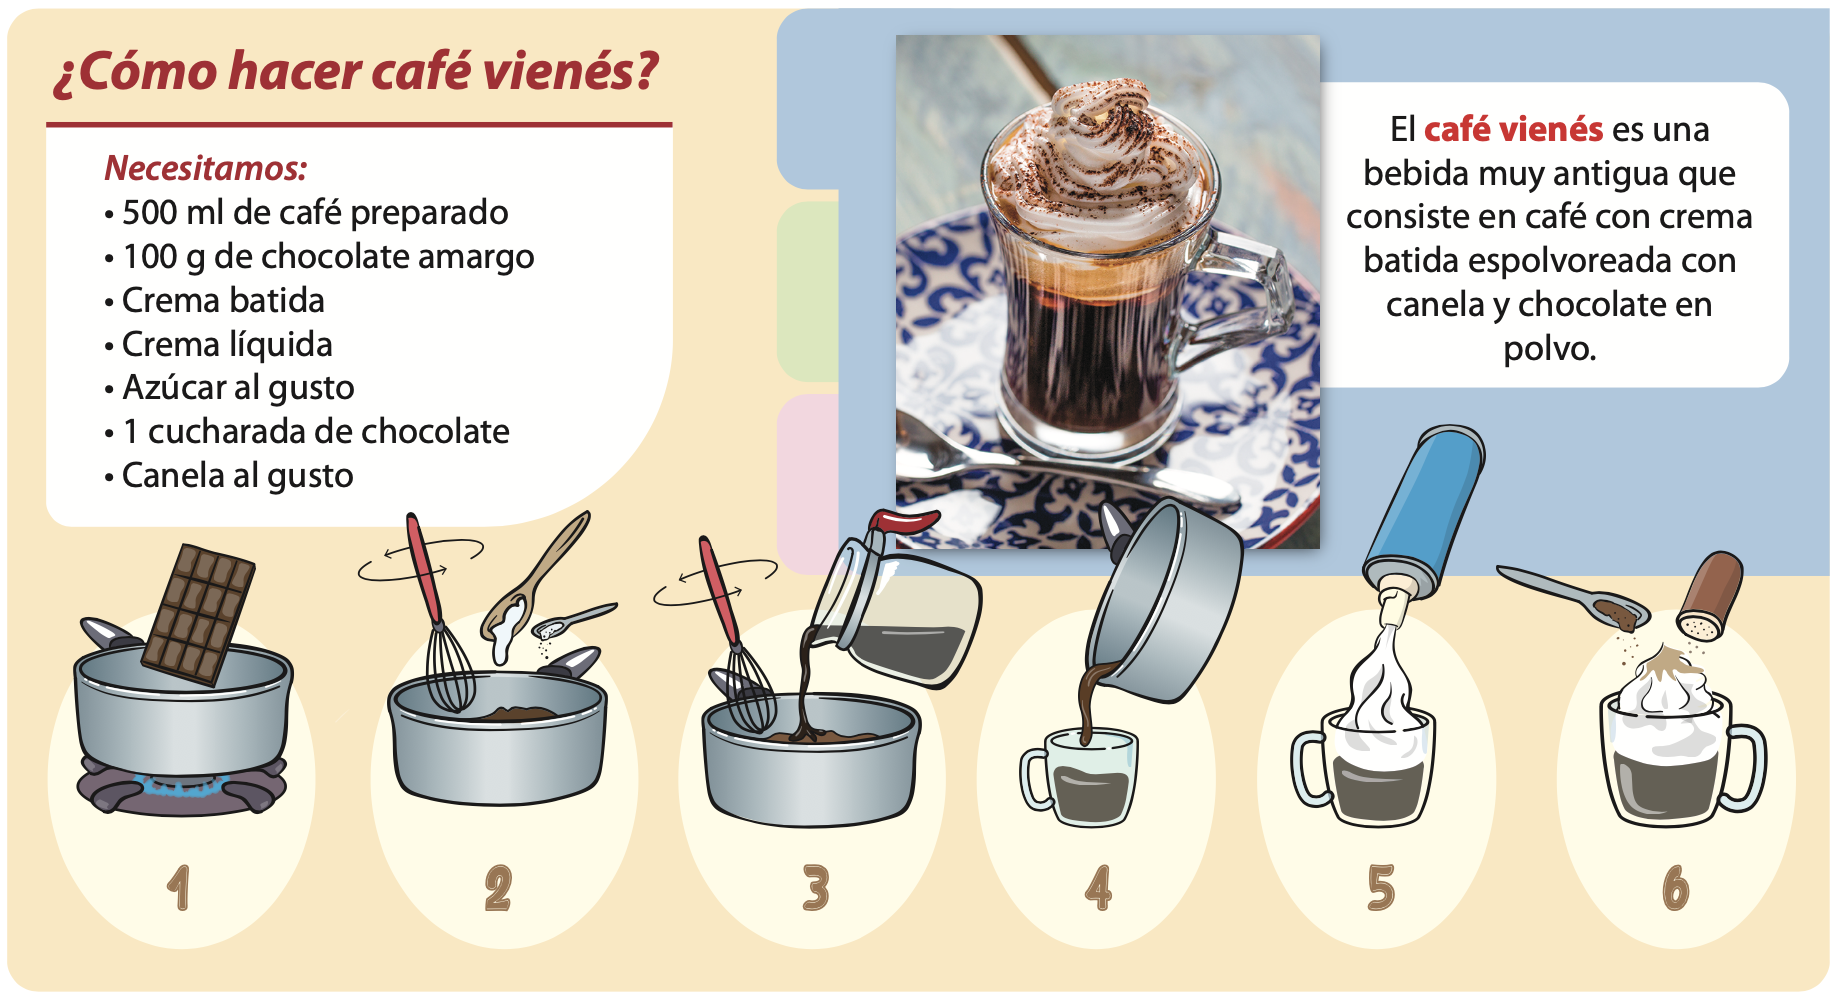 ¿Cómo hacer café vienés?
Necesitamos:
• 500 ml de café preparado
• 100 g de chocolate amargo
• Crema batida
• Crema líquida
• Azúcar al gusto
• 1 cucharada de chocolate
• Canela al gusto
El café vienés es una
bebida muy antigua que
consiste en café con crema
batida espolvoreada con
canela y chocolate en
polvo.
1
2
3
4
5
6